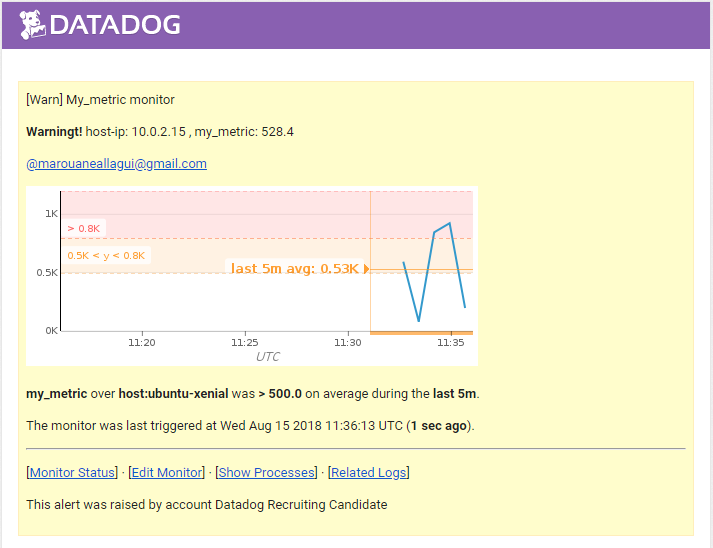 DATADOG
[Warn] My_metric monitor
Warningt! host-ip: 10.0.2.15 , my_metric: 528.4
@marouaneallagui@gmail.com
1K
> 0.8K
0.5K < y < 0.8K
last 5m avg: 0.53K
0.5K
0K
11:20 11:25 11:30 11:35
UTC
my_metric over host:ubuntu-xenial was > 500.0 on average during the last 5m.
The monitor was last triggered at Wed Aug 15 2018 11:36:13 UTC (1 sec ago).
[Monitor Status] · [Edit Monitor] · [Show Processes] · [Related Logs]
This alert was raised by account Datadog Recruiting Candidate